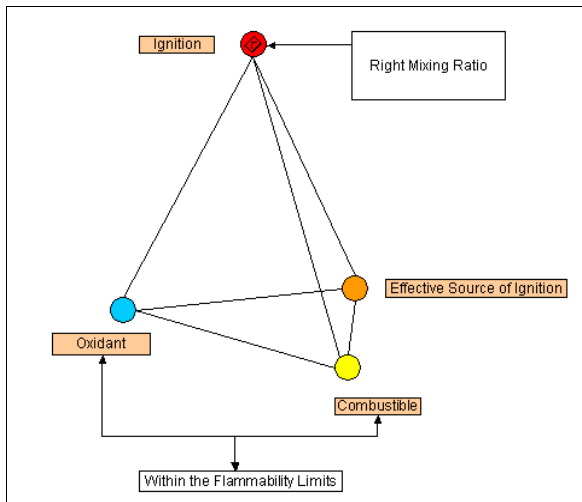 Ignition
Right Mixing Ratio
Effective Source of Ignition
Oxidant
Combustible
Within the Flammability Limits